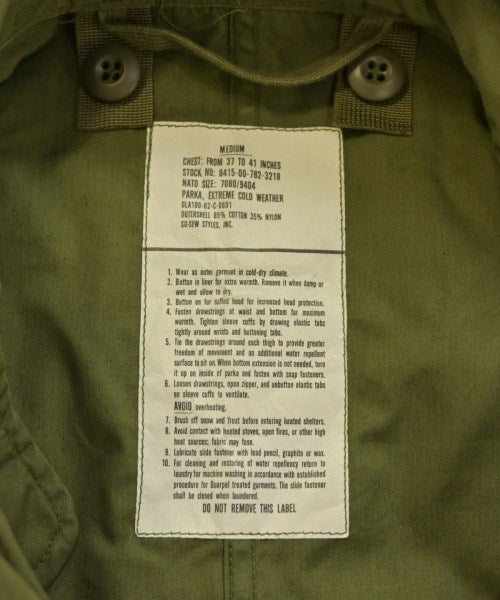 MEDIUM
CHEST: FROM 37 TO 41 INCHES
STOCK NO: 8415-00-782-3218
NATO SIZE: 7080/9404
PARKA, EXTREME COLD WEATHER
DLA100-82-C-0691
OUTERSHELL 65% COTTON 35% NYLON
SO-SEW STYLES, INC.
1. Wear as outer garment in cold-dry climate.
2. Button in liner for extra warmth. Remove it when damp or
wet and allow to dry.
3. Button on fur ruffed hood for increased head protection.
4. Fasten drawstrings at waist and bottom for maximum
warmth. Tighten sleeve cuffs by drawing elastic tabs
tightly around wrists and buttoning tabs.
5. Tie the drawstrings around each thigh to provide greater
freedom of movement and an additional water repellent
surface to sit on. When bottom extension is not needed, turn
it up on inside of parka and fasten with snap fasteners.
6. Loosen drawstrings, open zipper, and unbutton elastic tabs
on sleeve cuffs to ventilate.
AVOID overheating.
7. Brush off snow and frost before entering heated shelters.
8. Avoid contact with heated stoves, open fires, or other high
heat sources; fabric may fuse.
9. Lubricate slide fastener with lead pencil, graphite or wax.
10. For cleaning and restoring of water repellency return to
laundry for machine washing in accordance with established
procedure for Quarpel treated garments. The slide fastener
shall be closed when laundered.
DO NOT REMOVE THIS LABEL